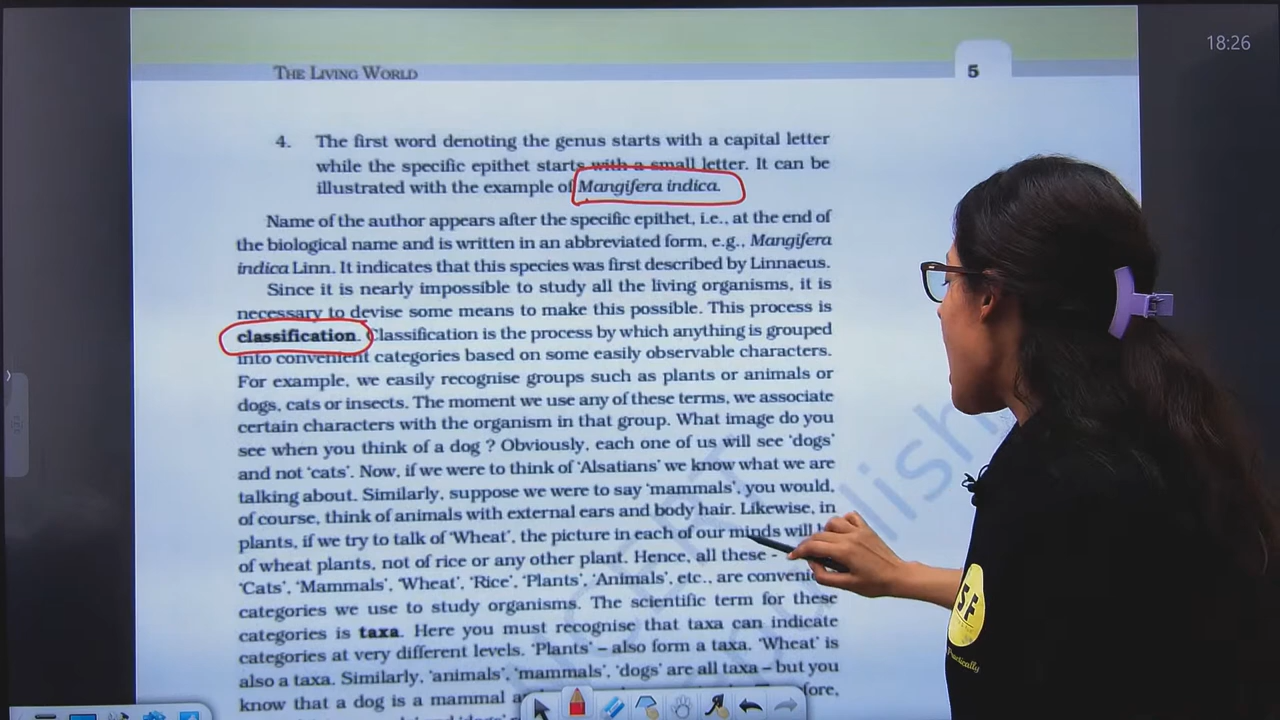 18:26
THE LIVING WORLD
5
4. The first word denoting the genus starts with a capital letter
while the specific epithet starts with a small letter. It can be
illustrated with the example of Mangifera indica.
Name of the author appears after the specific epithet, i.e., at the end of
the biological name and is written in an abbreviated form, e.g., Mangifera
indica Linn. It indicates that this species was first described by Linnaeus.
Since it is nearly impossible to study all the living organisms, it is
necessary to devise some means to make this possible. This process is
classification. Classification is the process by which anything is grouped
into convenient categories based on some easily observable characters.
For example, we easily recognise groups such as plants or animals or
dogs, cats or insects. The moment we use any of these terms, we associate
certain characters with the organism in that group. What image do you
see when you think of a dog ? Obviously, each one of us will see ‘dogs’
and not ‘cats’. Now, if we were to think of ‘Alsatians’ we know what we are
talking about. Similarly, suppose we were to say ‘mammals’, you would,
of course, think of animals with external ears and body hair. Likewise, in
plants, if we try to talk of ‘Wheat’, the picture in each of our minds will
of wheat plants, not of rice or any other plant. Hence, all these -
‘Cats’, ‘Mammals’, ‘Wheat’, ‘Rice’, ‘Plants’, ‘Animals’, etc., are
categories we use to study organisms. The scientific term for these
categories is taxa. Here you must recognise that taxa can indicate
categories at very different levels. ‘Plants’ – also form a taxa. ‘Wheat’ is
also a taxa. Similarly, ‘animals’, ‘mammals’, ‘dogs’ are all taxa – but you
know that a dog is a mammal
SF
Practically